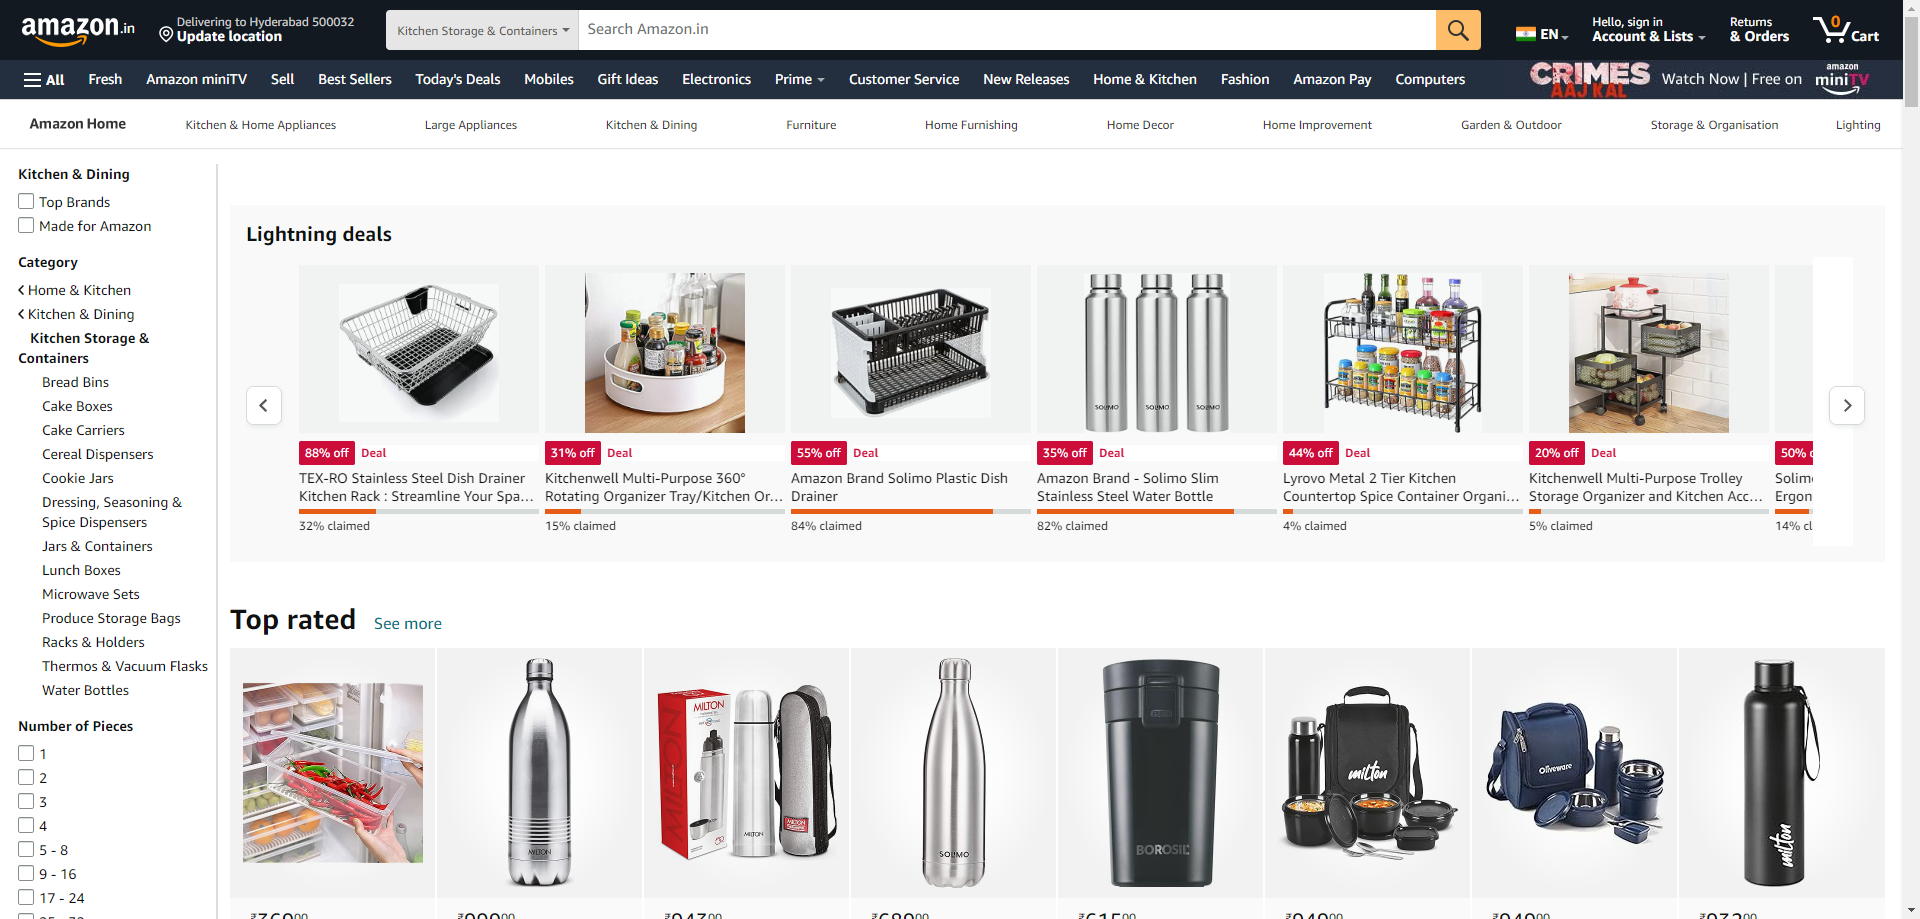 amazon.in
Delivering to Hyderabad 500032
Update location
Kitchen Storage & Containers
Search Amazon.in
EN
Hello, sign in
Account & Lists
Returns
& Orders
0
Cart
All
Fresh
Amazon miniTV
Sell
Best Sellers
Today's Deals
Mobiles
Gift Ideas
Electronics
Prime
Customer Service
New Releases
Home & Kitchen
Fashion
Amazon Pay
Computers
CRIMES
AAJ KAL
Watch Now | Free on
amazon
miniTV
Amazon Home
Kitchen & Home Appliances
Large Appliances
Kitchen & Dining
Furniture
Home Furnishing
Home Decor
Home Improvement
Garden & Outdoor
Storage & Organisation
Lighting
Kitchen & Dining
Top Brands
Made for Amazon
Category
Home & Kitchen
Kitchen & Dining
Kitchen Storage &
Containers
Bread Bins
Cake Boxes
Cake Carriers
Cereal Dispensers
Cookie Jars
Dressing, Seasoning &
Spice Dispensers
Jars & Containers
Lunch Boxes
Microwave Sets
Produce Storage Bags
Racks & Holders
Thermos & Vacuum Flasks
Water Bottles
Number of Pieces
1
2
3
4
5 - 8
9 - 16
17 - 24
Lightning deals
88% off Deal
TEX-RO Stainless Steel Dish Drainer
Kitchen Rack : Streamline Your Spa...
32% claimed
31% off Deal
Kitchenwell Multi-Purpose 360°
Rotating Organizer Tray/Kitchen Or...
15% claimed
55% off Deal
Amazon Brand Solimo Plastic Dish
Drainer
84% claimed
SOLIMO
SOLIMO
SOLIMO
35% off Deal
Amazon Brand - Solimo Slim
Stainless Steel Water Bottle
82% claimed
44% off Deal
Lyrovo Metal 2 Tier Kitchen
Countertop Spice Container Organi...
4% claimed
20% off Deal
Kitchenwell Multi-Purpose Trolley
Storage Organizer and Kitchen Acc...
5% claimed
50%
Solim
Ergon
14% cl
Top rated
See more
MILTON
MILTON
MILTON
MILTON
MILTON
SOLIMO
BOROSIL
milton
Oliveware
milton